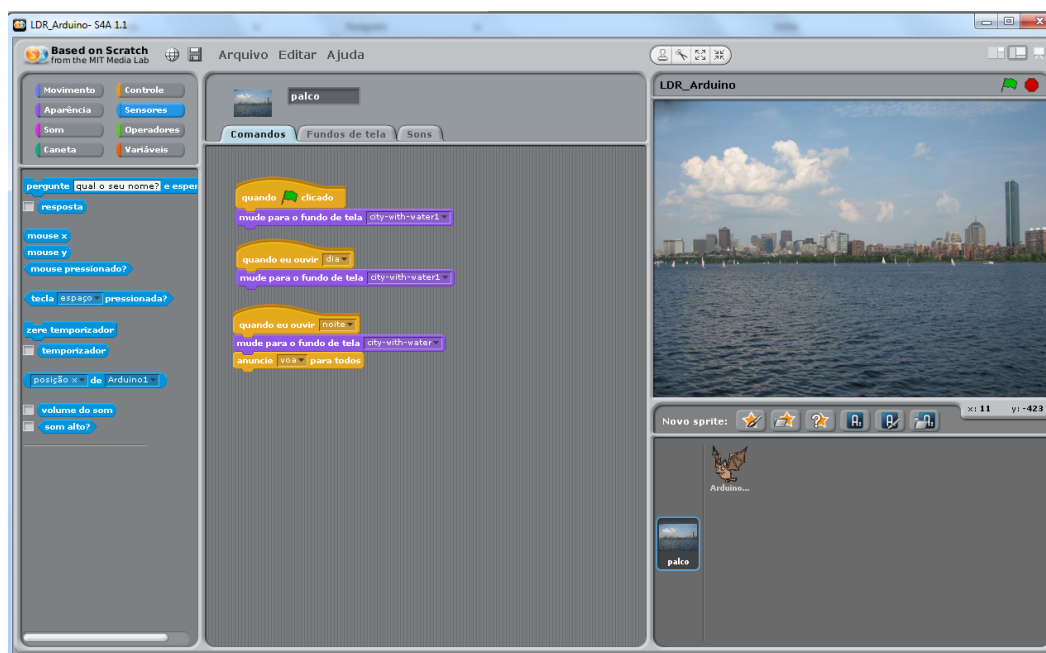 LDR_Arduino- S4A 1.1
Based on Scratch
from the MIT Media Lab
Arquivo Editar Ajuda
Movimento Controle
Aparência Sensores
Som Operadores
Caneta Variáveis
pergunte qual o seu nome? e esper
resposta
mouse x
mouse y
mouse pressionado?
tecla espaço pressionada?
zere temporizador
temporizador
posição x de Arduino1
volume do som
som alto?
palco
Comandos Fundos de tela Sons
quando clicado
mude para o fundo de tela city-with-water1
quando eu ouvir dia
mude para o fundo de tela city-with-water1
quando eu ouvir noite
mude para o fundo de tela city-with-water
anuncie voa para todos
LDR_Arduino
x: 11 y: -423
Novo sprite:
Arduino...
palco